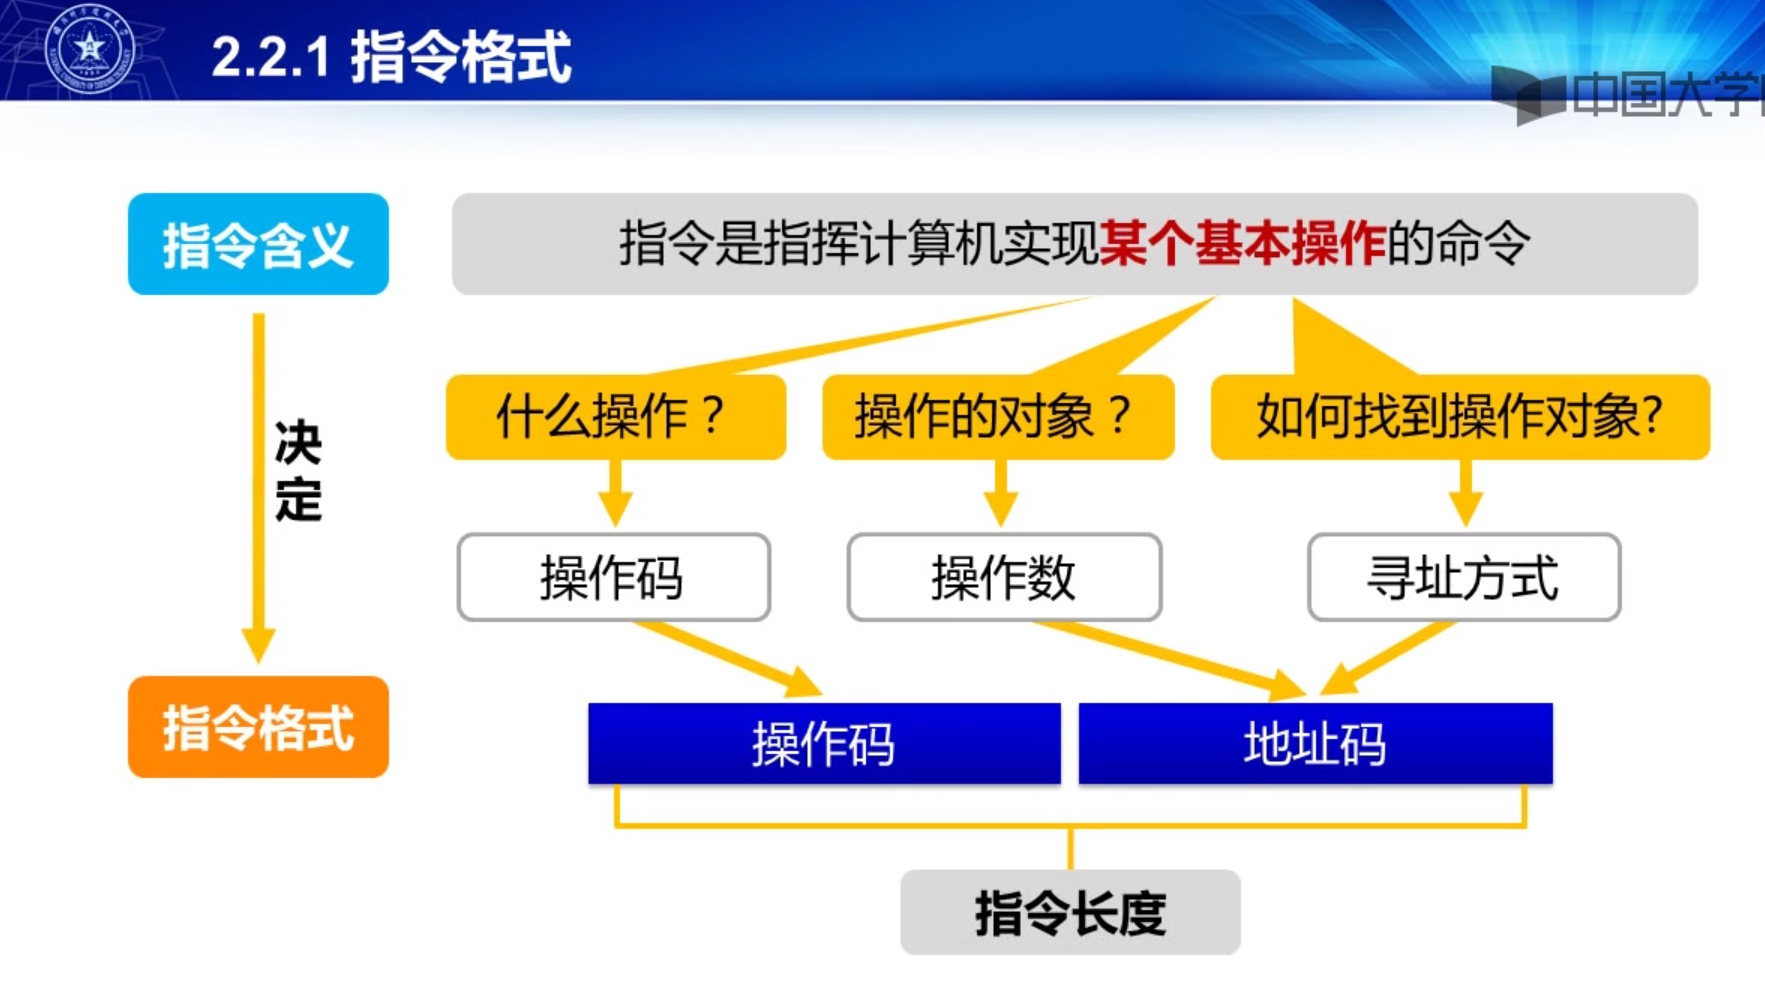 2.2.1 指令格式
中国大学
指令含义
指令是指挥计算机实现某个基本操作的命令
什么操作？
操作的对象？
如何找到操作对象?
决定
操作码
操作数
寻址方式
指令格式
操作码
地址码
指令长度